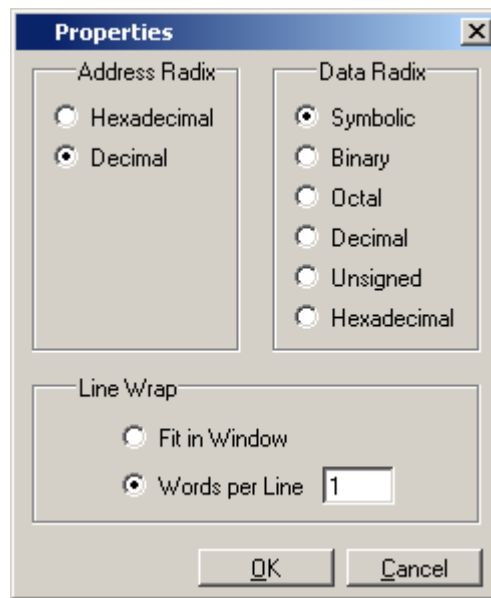 Properties
Address Radix
Hexadecimal
Decimal
Data Radix
Symbolic
Binary
Octal
Decimal
Unsigned
Hexadecimal
Line Wrap
Fit in Window
Words per Line 1
OK Cancel